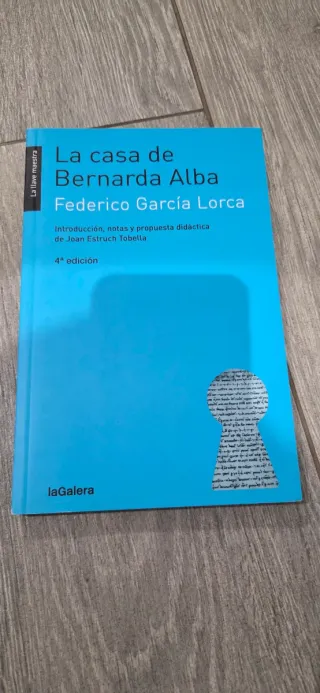 La llave maestra
La casa de
Bernarda Alba
Federico García Lorca
Introducción, notas y propuesta didáctica
de Joan Estruch Tobella
4ª edición
laGalera